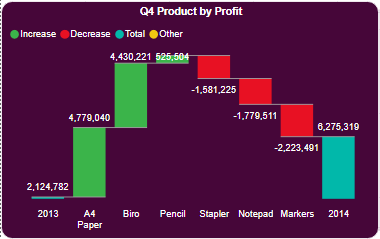 Q4 Product by Profit
Increase Decrease Total Other
4,430,221 525,504
4,779,040
-1,581,225
-1,779,511
6,275,319
-2,223,491
2,124,782
2013 A4 Paper Biro Pencil Stapler Notepad Markers 2014